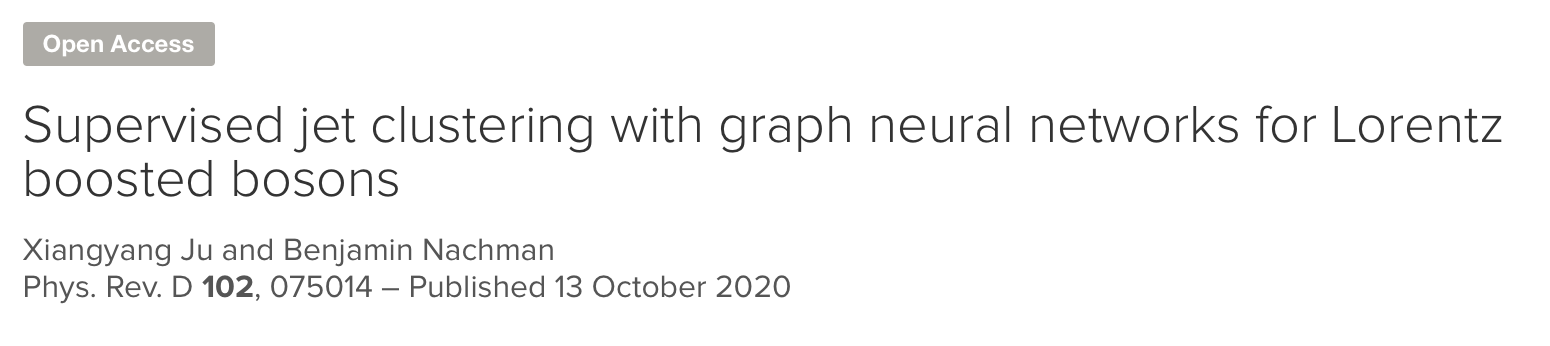 Open Access
Supervised jet clustering with graph neural networks for Lorentz
boosted bosons
Xiangyang Ju and Benjamin Nachman
Phys. Rev. D 102, 075014 – Published 13 October 2020